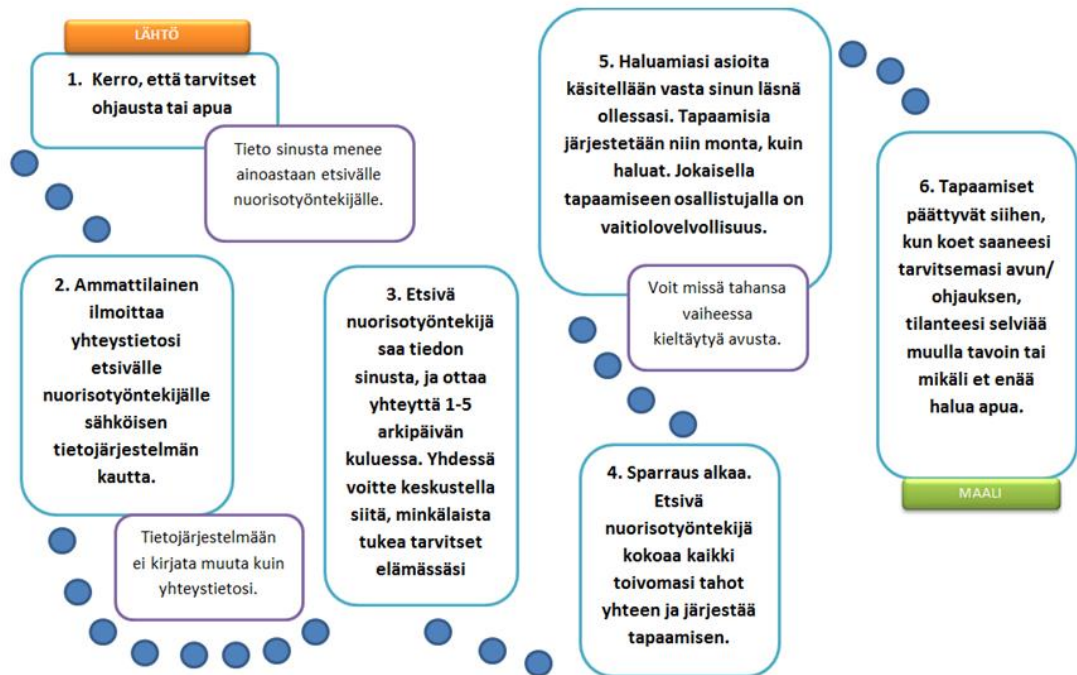 LÄHTÖ
1. Kerro, että tarvitset
ohjausta tai apua
Tieto sinusta menee
ainoastaan etsivälle
nuorisotyöntekijälle.
2. Ammattilainen
ilmoittaa
yhteystietosi
etsivälle
nuorisotyöntekijälle
sähköisen
tietojärjestelmän
kautta.
Tietojärjestelmään
ei kirjata muuta kuin
yhteystietosi.
3. Etsivä
nuorisotyöntekijä
saa tiedon
sinusta, ja ottaa
yhteyttä 1-5
arkipäivän
kuluessa. Yhdessä
voitte keskustella
siitä, minkälaista
tukea tarvitset
elämässäsi
4. Sparraus alkaa.
Etsivä
nuorisotyöntekijä
kokoaa kaikki
toivomasi tahot
yhteen ja järjestää
tapaamisen.
5. Haluamiasi asioita
käsitellään vasta sinun läsnä
ollessasi. Tapaamisia
järjestetään niin monta, kuin
haluat. Jokaisella
tapaamiseen osallistujalla on
vaitiolovelvollisuus.
Voit missä tahansa
vaiheessa
kieltäytyä avusta.
6. Tapaamiset
päättyvät siihen,
kun koet saaneesi
tarvitsemasi avun/
ohjauksen,
tilanteesi selviää
muulla tavoin tai
mikäli et enää
halua apua.
MAALI